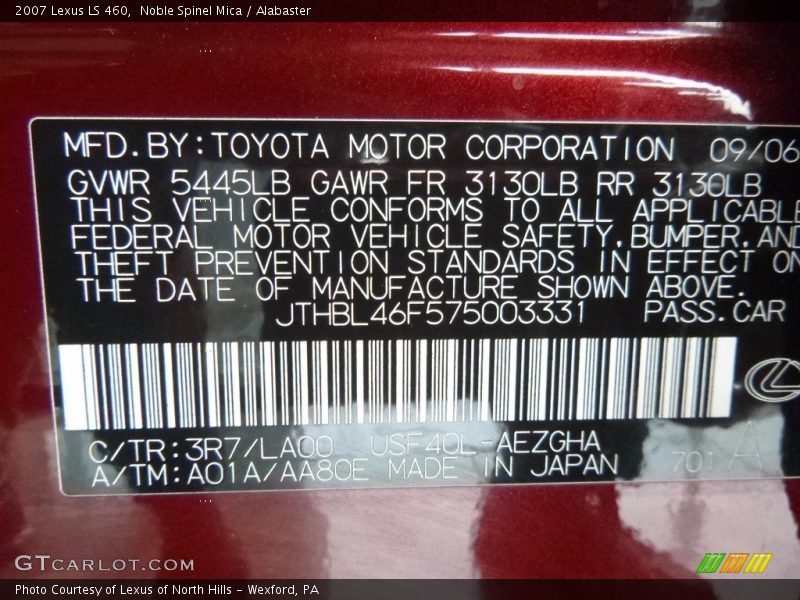 2007 Lexus LS 460,  Noble Spinel Mica / Alabaster
MFD.BY:TOYOTA MOTOR CORPORATION 09/06
GVWR 5445LB GAWR FR 3130LB RR 3130LB
THIS VEHICLE CONFORMS TO ALL APPLICABLE
FEDERAL MOTOR VEHICLE SAFETY.BUMPER.AND
THEFT PREVENTION STANDARDS IN EFFECT ON
THE DATE OF MANUFACTURE SHOWN ABOVE.
JTHBL46F575003331 PASS.CAR
C/TR:3R7/LA00 USF40L-AEZGHA
A/TM:A01A/AA80E MADE IN JAPAN 701 A
GTCARLOT.COM
Photo Courtesy of Lexus of North Hills - Wexford, PA